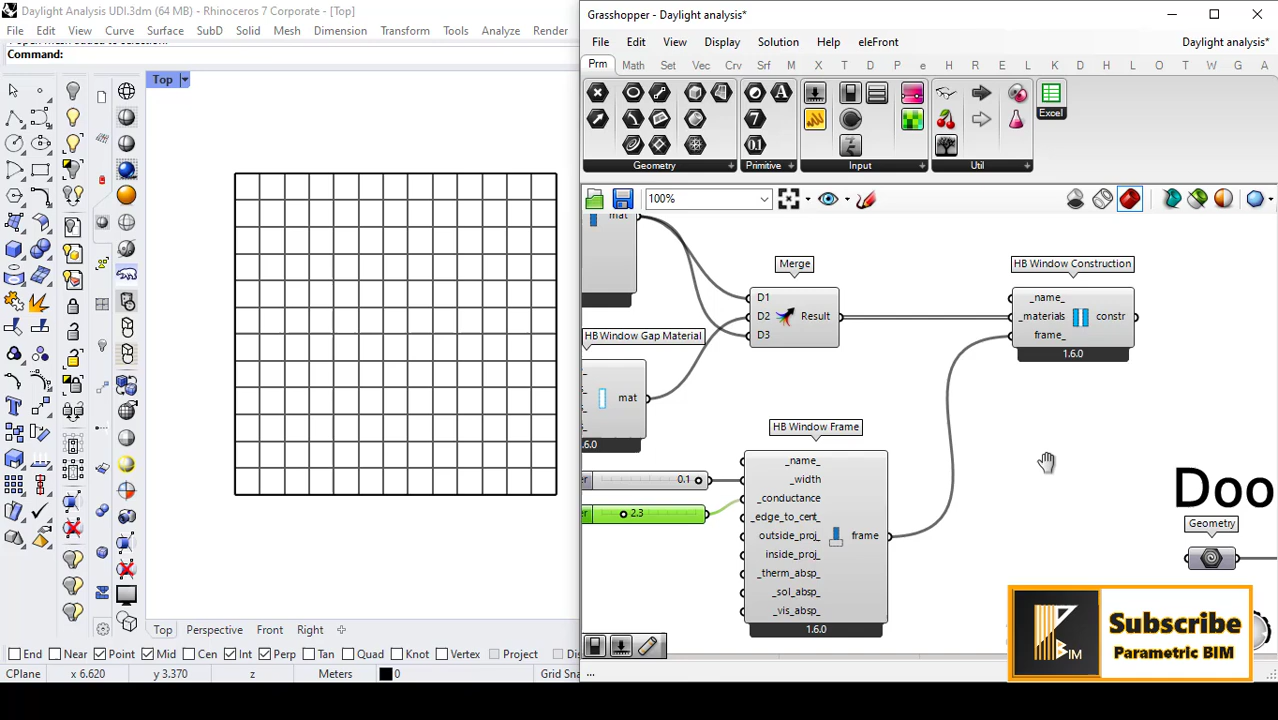 Daylight Analysis UDI.3dm (64 MB) - Rhinoceros 7 Corporate - [Top]
File Edit View Curve Surface SubD Solid Mesh Dimension Transform Tools Analyze Render
Command:
Top
Top Perspective Front Right
End Near Point Mid Cen Int Perp Tan Quad Knot Vertex Project
CPlane x 6.620 y 3.370 z Meters 0 Grid Snap
Grasshopper - Daylight analysis*
File Edit View Display Solution Help eleFront Daylight analysis*
Prm Math Set Vec Crv Srf M X T D P e H R E L K D H L O T W G A
Excel
Geometry Primitive Input Util
100%
mat
Merge
D1
D2 Result
D3
HB Window Construction
_name_
_materials constr
frame_
1.6.0
HB Window Gap Material
mat
1.6.0
HB Window Frame
_name_
_width
_conductance
_edge_to_cent_
outside_proj_
inside_proj_
_therm_absp_
_sol_absp_
_vis_absp_
frame
1.6.0
er 0.1
er 2.3
Doo
Geometry
BIM
Subscribe
Parametric BIM
...